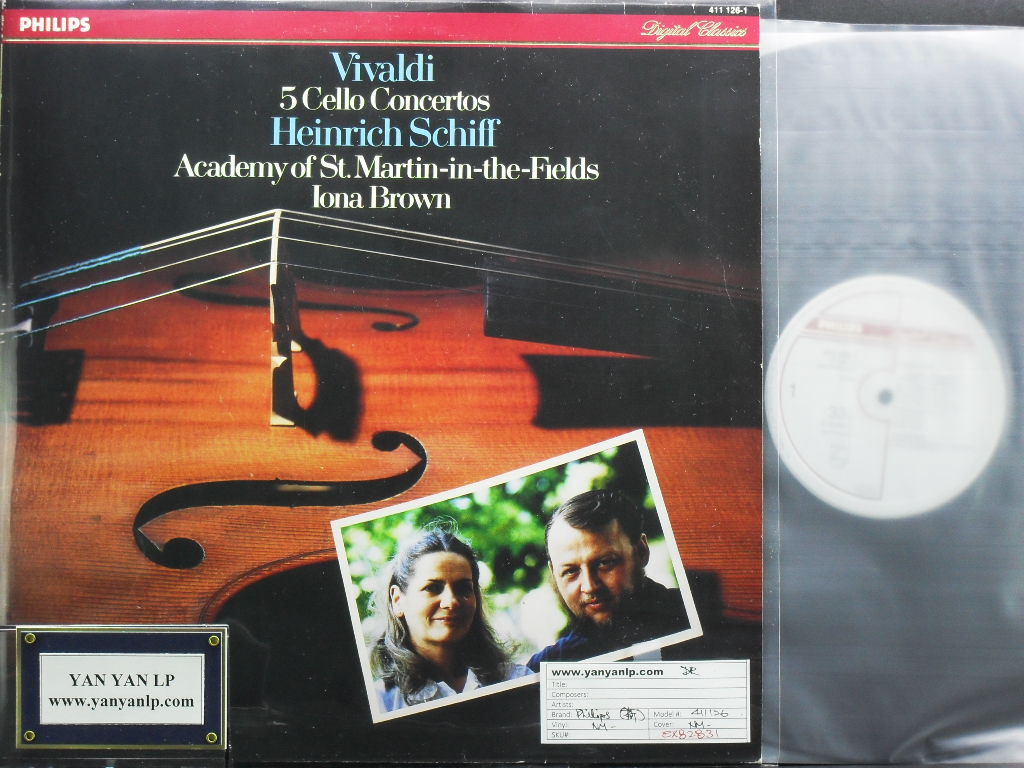 411 126-1
PHILIPS
Digital Classics
Vivaldi
5 Cello Concertos
Heinrich Schiff
Academy of St. Martin-in-the-Fields
Iona Brown
PHILIPS
YAN YAN LP
www.yanyanlp.com
www.yanyanlp.com
Title:
Composers:
Artists:
Brand: Philips Model #:
Vinyl: NM- Cover: NM-
SKU#: EX82831